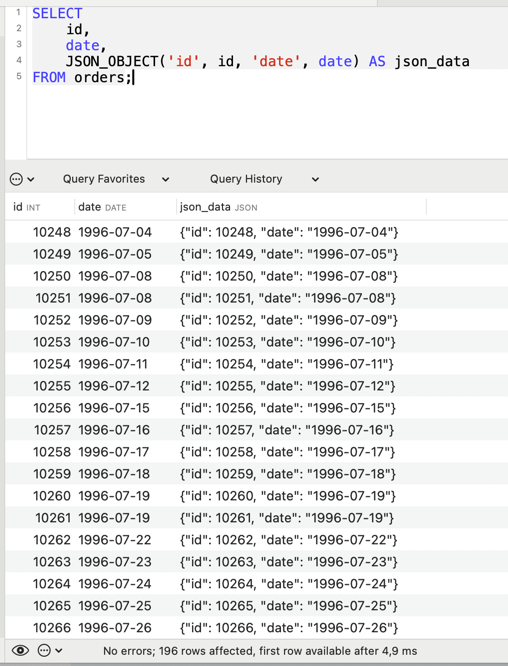 1 SELECT
2 id,
3 date,
4 JSON_OBJECT('id', id, 'date', date) AS json_data
5 FROM orders;
Query Favorites Query History
id INT date DATE json_data JSON
10248 1996-07-04 {"id": 10248, "date": "1996-07-04"}
10249 1996-07-05 {"id": 10249, "date": "1996-07-05"}
10250 1996-07-08 {"id": 10250, "date": "1996-07-08"}
10251 1996-07-08 {"id": 10251, "date": "1996-07-08"}
10252 1996-07-09 {"id": 10252, "date": "1996-07-09"}
10253 1996-07-10 {"id": 10253, "date": "1996-07-10"}
10254 1996-07-11 {"id": 10254, "date": "1996-07-11"}
10255 1996-07-12 {"id": 10255, "date": "1996-07-12"}
10256 1996-07-15 {"id": 10256, "date": "1996-07-15"}
10257 1996-07-16 {"id": 10257, "date": "1996-07-16"}
10258 1996-07-17 {"id": 10258, "date": "1996-07-17"}
10259 1996-07-18 {"id": 10259, "date": "1996-07-18"}
10260 1996-07-19 {"id": 10260, "date": "1996-07-19"}
10261 1996-07-19 {"id": 10261, "date": "1996-07-19"}
10262 1996-07-22 {"id": 10262, "date": "1996-07-22"}
10263 1996-07-23 {"id": 10263, "date": "1996-07-23"}
10264 1996-07-24 {"id": 10264, "date": "1996-07-24"}
10265 1996-07-25 {"id": 10265, "date": "1996-07-25"}
10266 1996-07-26 {"id": 10266, "date": "1996-07-26"}
No errors; 196 rows affected, first row available after 4,9 ms